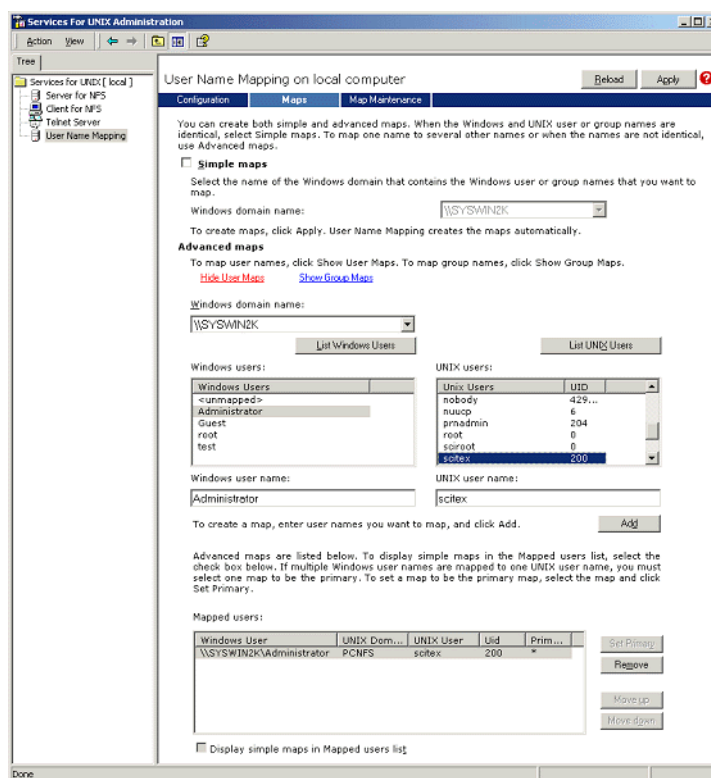 Services For UNIX Administration
Action View
Tree
Services for UNIX [ local ]
Server for NFS
Client for NFS
Telnet Server
User Name Mapping
User Name Mapping on local computer
Reload Apply ?
Configuration Maps Map Maintenance
You can create both simple and advanced maps. When the Windows and UNIX user or group names are
identical, select Simple maps. To map one name to several other names or when the names are not identical,
use Advanced maps.
Simple maps
Select the name of the Windows domain that contains the Windows user or group names that you want to
map.
Windows domain name: \\SYSWIN2K
To create maps, click Apply. User Name Mapping creates the maps automatically.
Advanced maps
To map user names, click Show User Maps. To map group names, click Show Group Maps.
Hide User Maps Show Group Maps
Windows domain name:
\\SYSWIN2K
List Windows Users List UNIX Users
Windows users: UNIX users:
Windows Users Unix Users UID
<unmapped> nobody 429...
Administrator nuucp 6
Guest prnadmin 204
root root 0
test sciroot 0
scitex 200
Windows user name: UNIX user name:
Administrator scitex
To create a map, enter user names you want to map, and click Add. Add
Advanced maps are listed below. To display simple maps in the Mapped users list, select the
check box below. If multiple Windows user names are mapped to one UNIX user name, you must
select one map to be the primary. To set a map to be the primary map, select the map and click
Set Primary.
Mapped users:
Windows User UNIX Dom... UNIX User Uid Prim...
\\SYSWIN2K\Administrator PCNFS scitex 200 *
Set Primary
Remove
Move up
Move down
Display simple maps in Mapped users list
Done